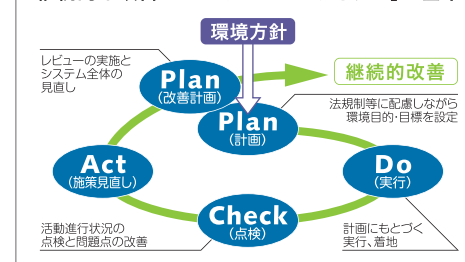 環境方針
レビューの実施と
システム全体の
見直し
Plan
(改善計画)
継続的改善
Plan
(計画)
法規制等に配慮しながら
環境目的・目標を設定
Act
(施策見直し)
Do
(実行)
Check
(点検)
活動進行状況の
点検と問題点の改善
計画にもとづく
実行、着地